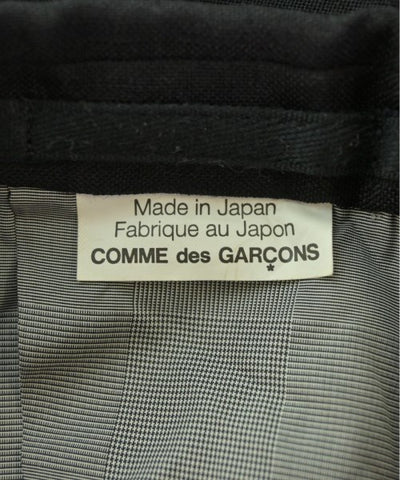 Made in Japan
Fabrique au Japon
COMME des GARÇONS